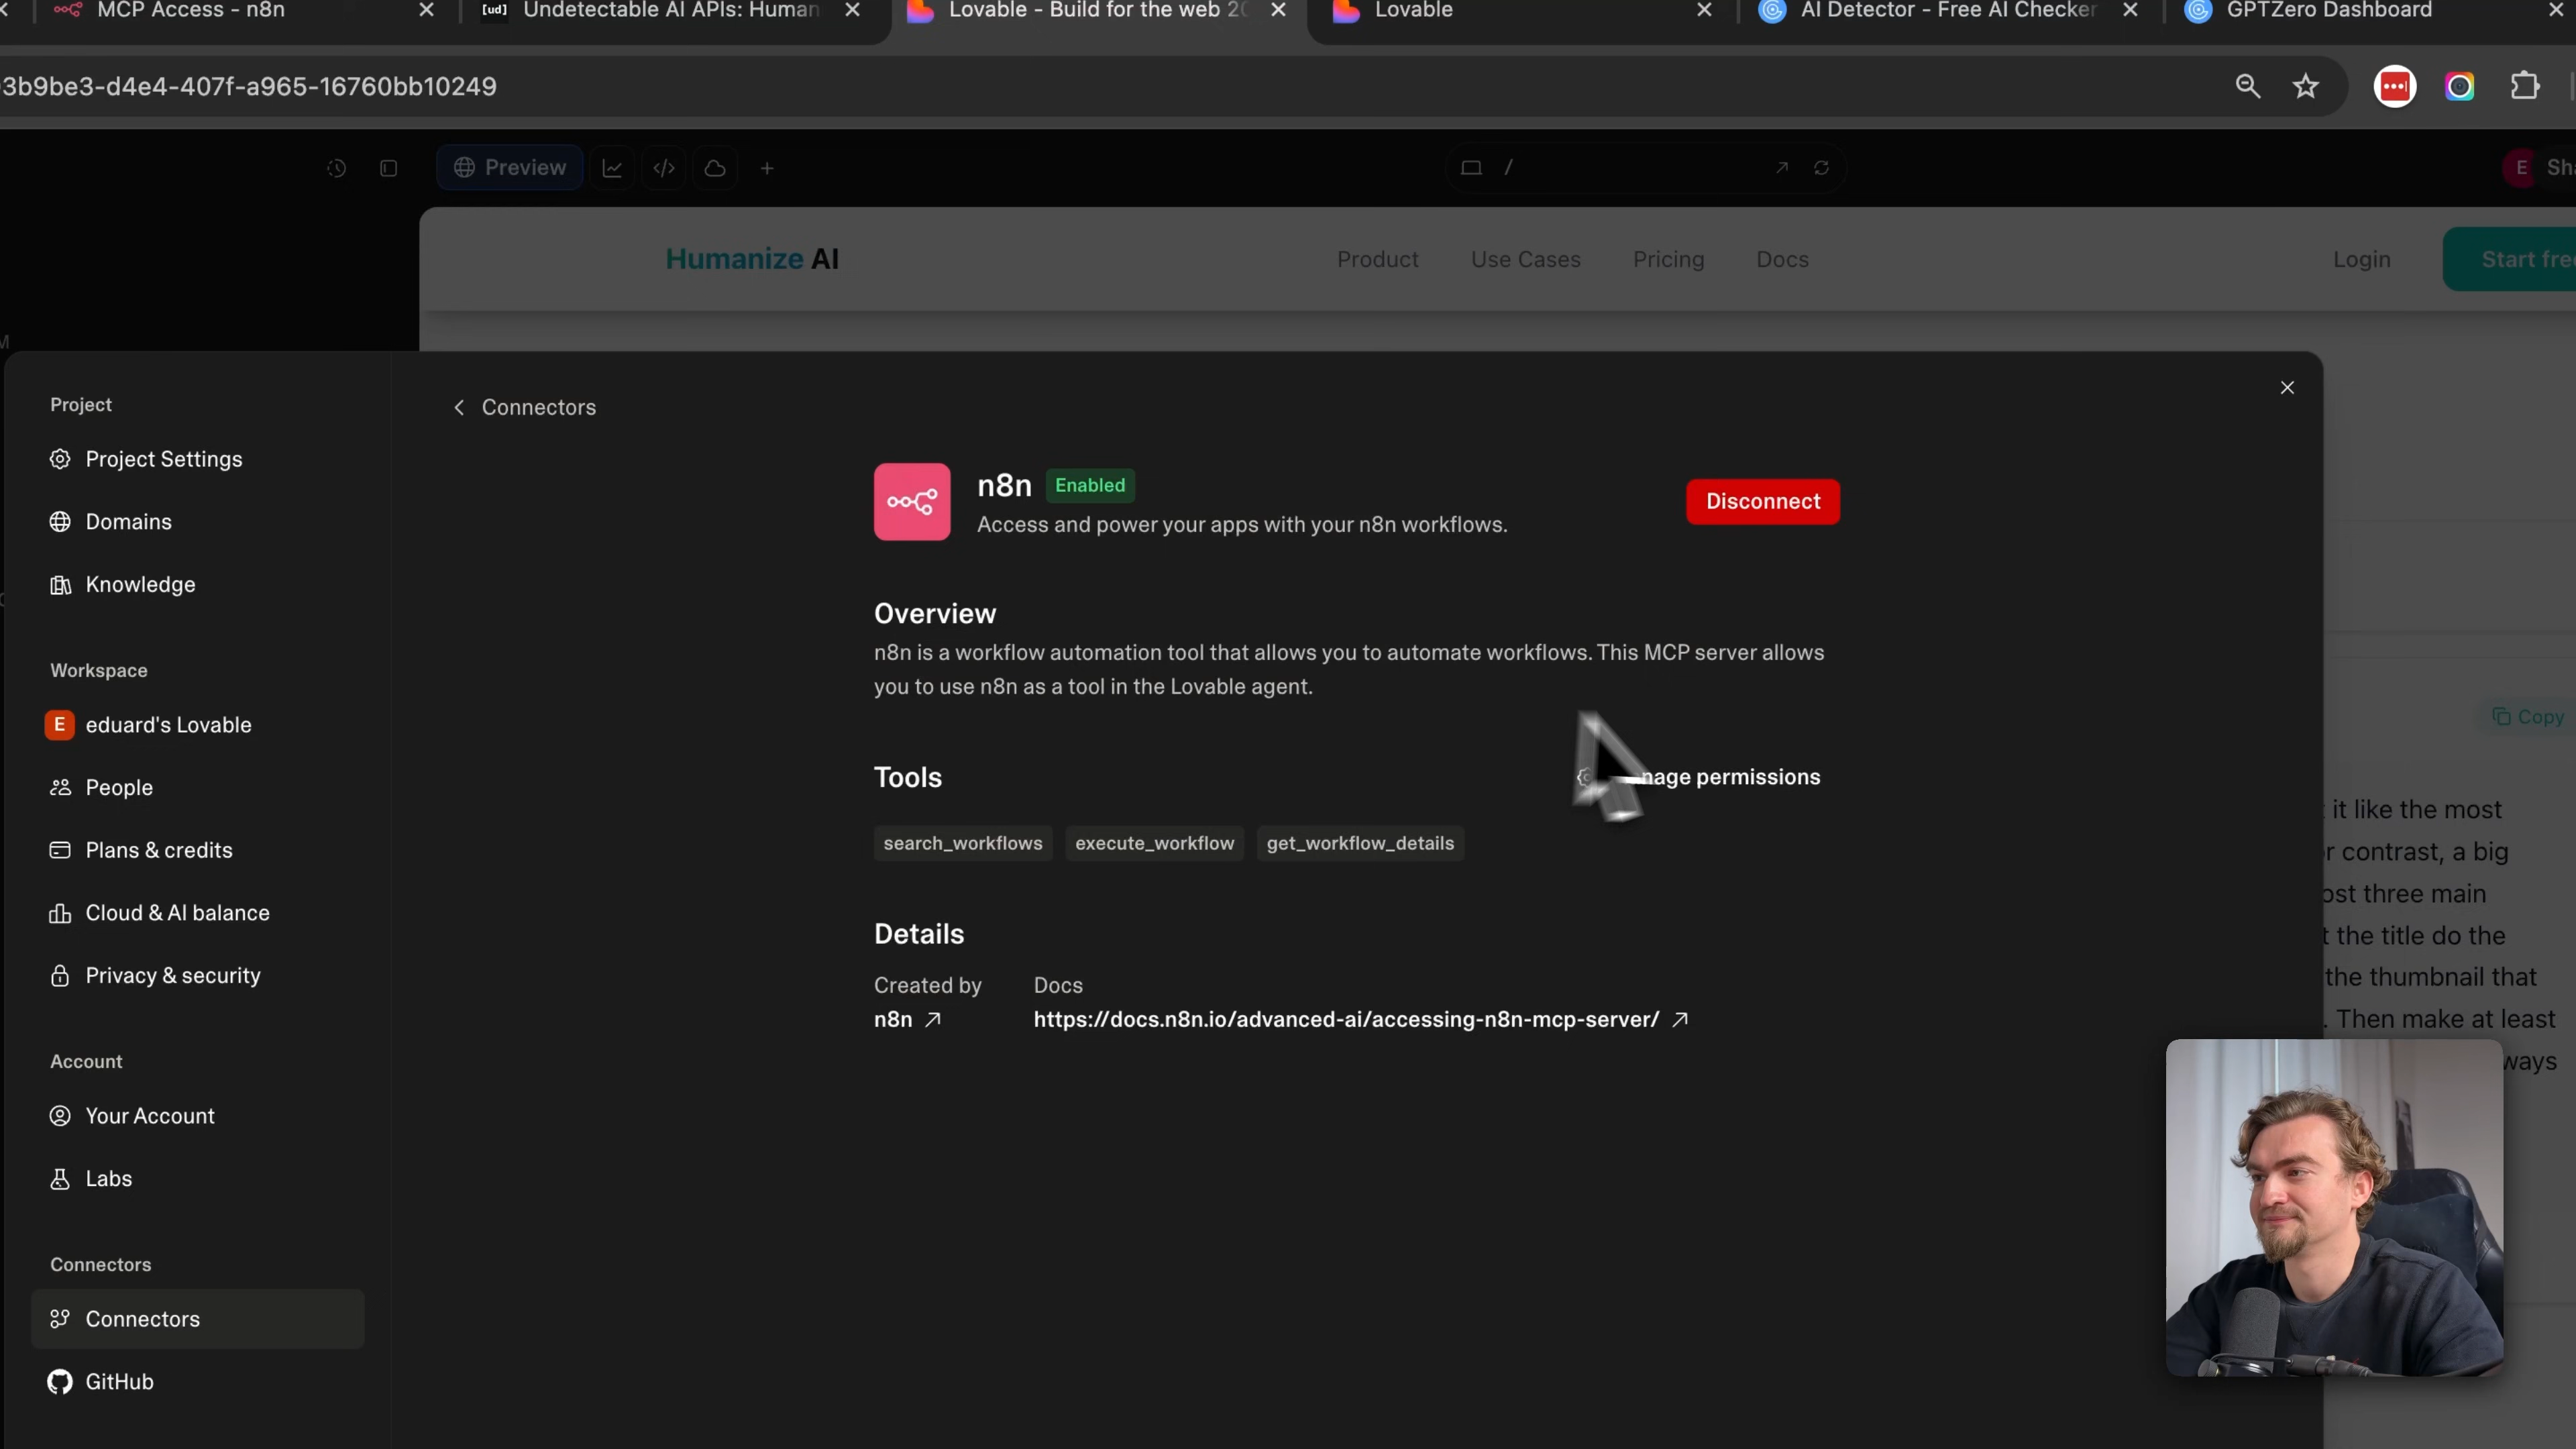 MCP Access - n8n
[ud] Undetectable AI APIs: Human
Lovable - Build for the web 20
Lovable
AI Detector - Free AI Checker
GPTZero Dashboard
3b9be3-d4e4-407f-a965-16760bb10249
Preview
/
E
Sha
Humanize AI
Product
Use Cases
Pricing
Docs
Login
Start free
Project
Project Settings
Domains
Knowledge
Workspace
E eduard's Lovable
People
Plans & credits
Cloud & AI balance
Privacy & security
Account
Your Account
Labs
Connectors
Connectors
GitHub
Connectors
n8n Enabled
Access and power your apps with your n8n workflows.
Disconnect
Overview
n8n is a workflow automation tool that allows you to automate workflows. This MCP server allows
you to use n8n as a tool in the Lovable agent.
Tools
nage permissions
search_workflows execute_workflow get_workflow_details
Details
Created by Docs
n8n https://docs.n8n.io/advanced-ai/accessing-n8n-mcp-server/
Copy
it like the most
r contrast, a big
ost three main
t the title do the
the thumbnail that
. Then make at least
ways